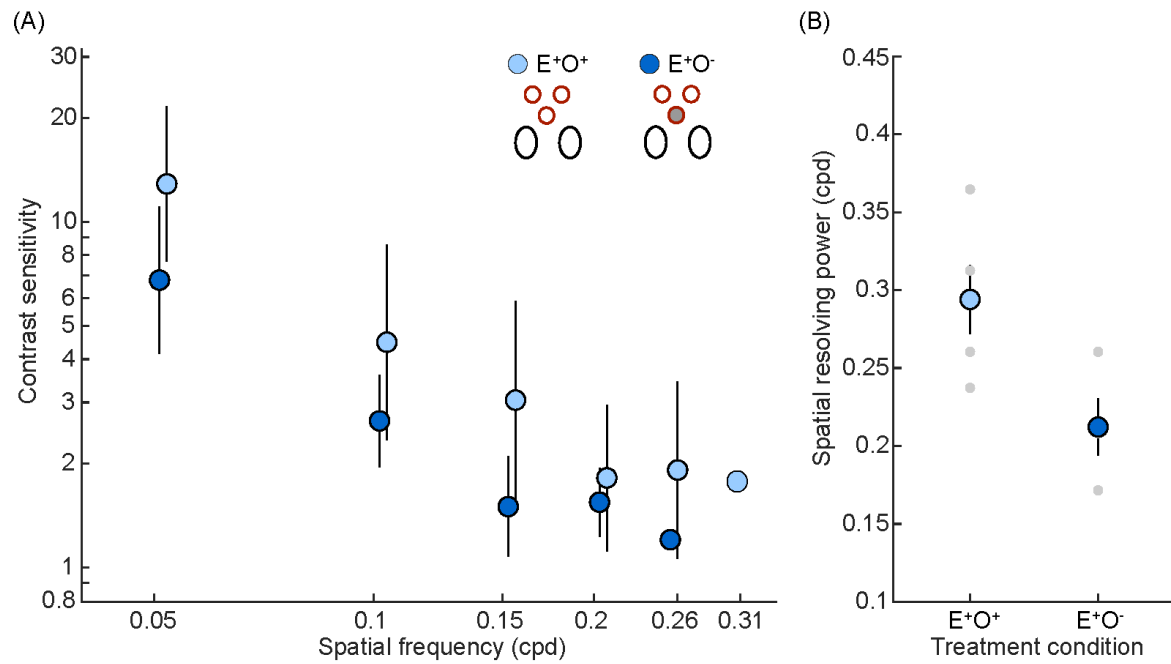 (A)
E⁺O⁺
E⁺O⁻
Contrast sensitivity
30
20
10
8
6
5
4
3
2
1
0.8
0.05
0.1
0.15
0.2
0.26
0.31
Spatial frequency (cpd)
(B)
Spatial resolving power (cpd)
0.45
0.4
0.35
0.3
0.25
0.2
0.15
0.1
E⁺O⁺
E⁺O⁻
Treatment condition